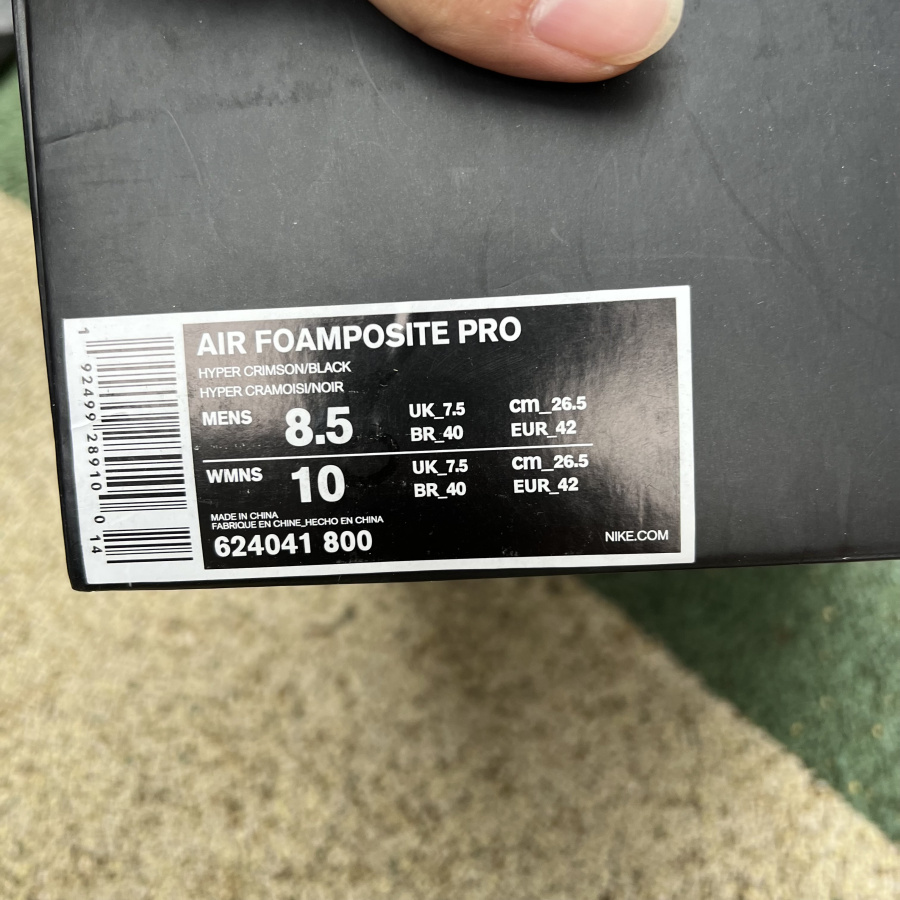 AIR FOAMPOSITE PRO
HYPER CRIMSON/BLACK
HYPER CRAMOISI/NOIR
MENS 8.5 UK_7.5 cm_26.5
BR_40 EUR_42
WMNS 10 UK_7.5 cm_26.5
BR_40 EUR_42
MADE IN CHINA
FABRIQUE EN CHINE_HECHO EN CHINA
624041 800
NIKE.COM
1 92499 28910 0 14